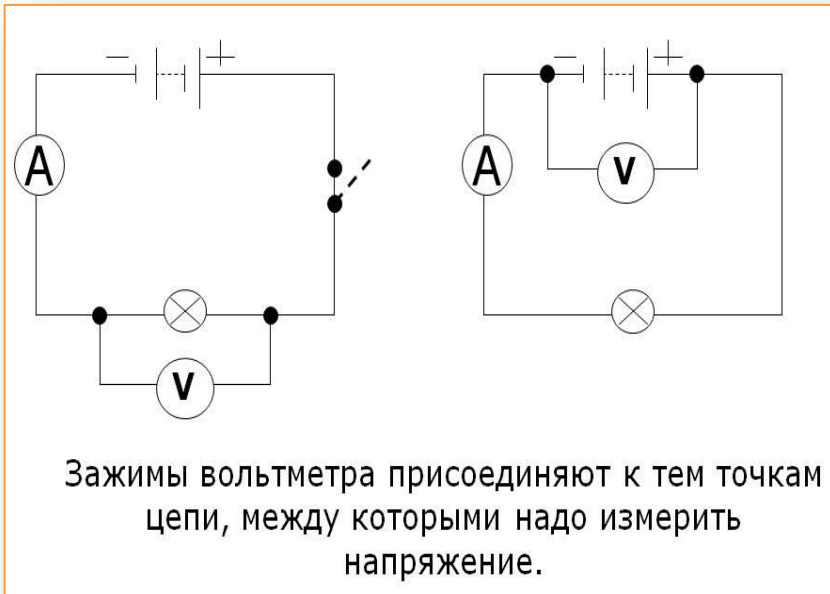 − + − +
A A V
V
Зажимы вольтметра присоединяют к тем точкам
цепи, между которыми надо измерить
напряжение.